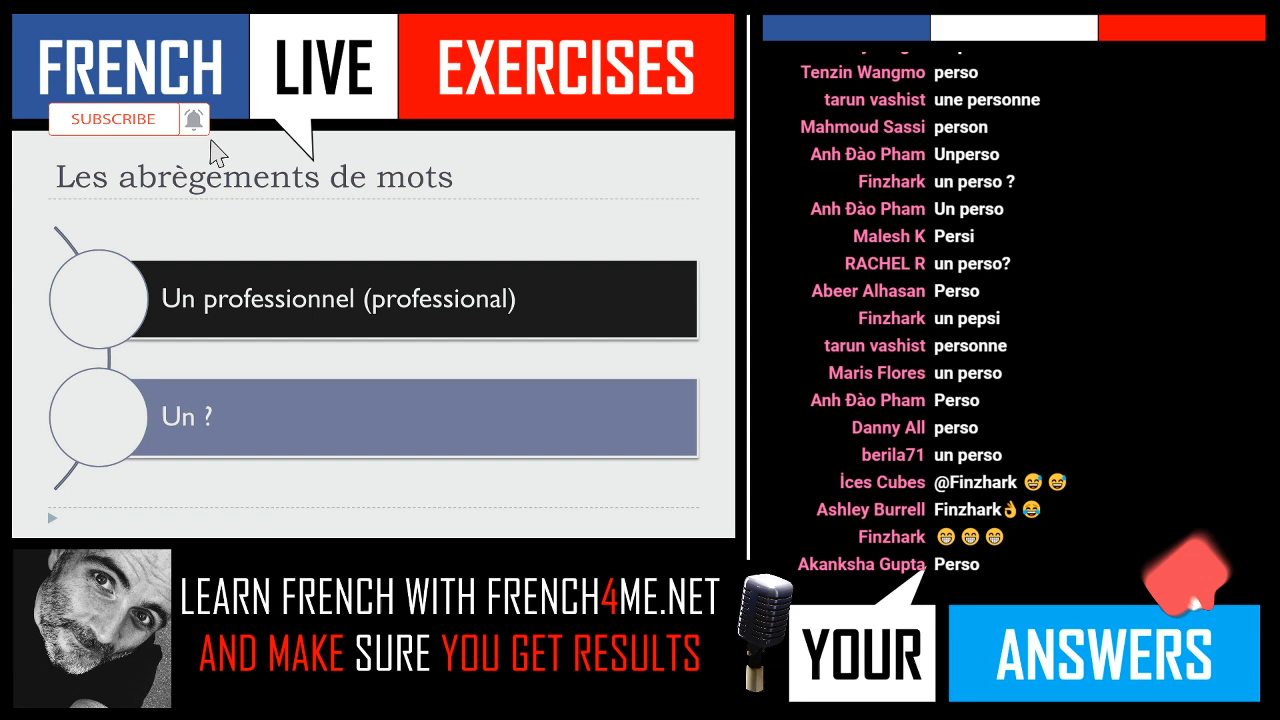 FRENCH LIVE EXERCISES
SUBSCRIBE
Les abrègements de mots
Un professionnel (professional)
Un ?
LEARN FRENCH WITH FRENCH4ME.NET
AND MAKE SURE YOU GET RESULTS
Tenzin Wangmo perso
tarun vashist une personne
Mahmoud Sassi person
Anh Đào Pham Unperso
Finzhark un perso ?
Anh Đào Pham Un perso
Malesh K Persi
RACHEL R un perso?
Abeer Alhasan Perso
Finzhark un pepsi
tarun vashist personne
Maris Flores un perso
Anh Đào Pham Perso
Danny All perso
berila71 un perso
İces Cubes @Finzhark 😅 😅
Ashley Burrell Finzhark👌 😂
Finzhark 😁 😁 😁
Akanksha Gupta Perso
YOUR ANSWERS